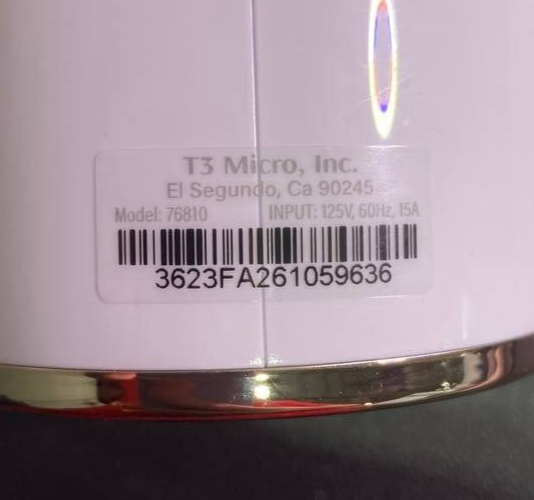 T3 Micro, Inc.
El Segundo, Ca 90245
Model: 76810 INPUT: 125V, 60Hz, 15A
3623FA261059636